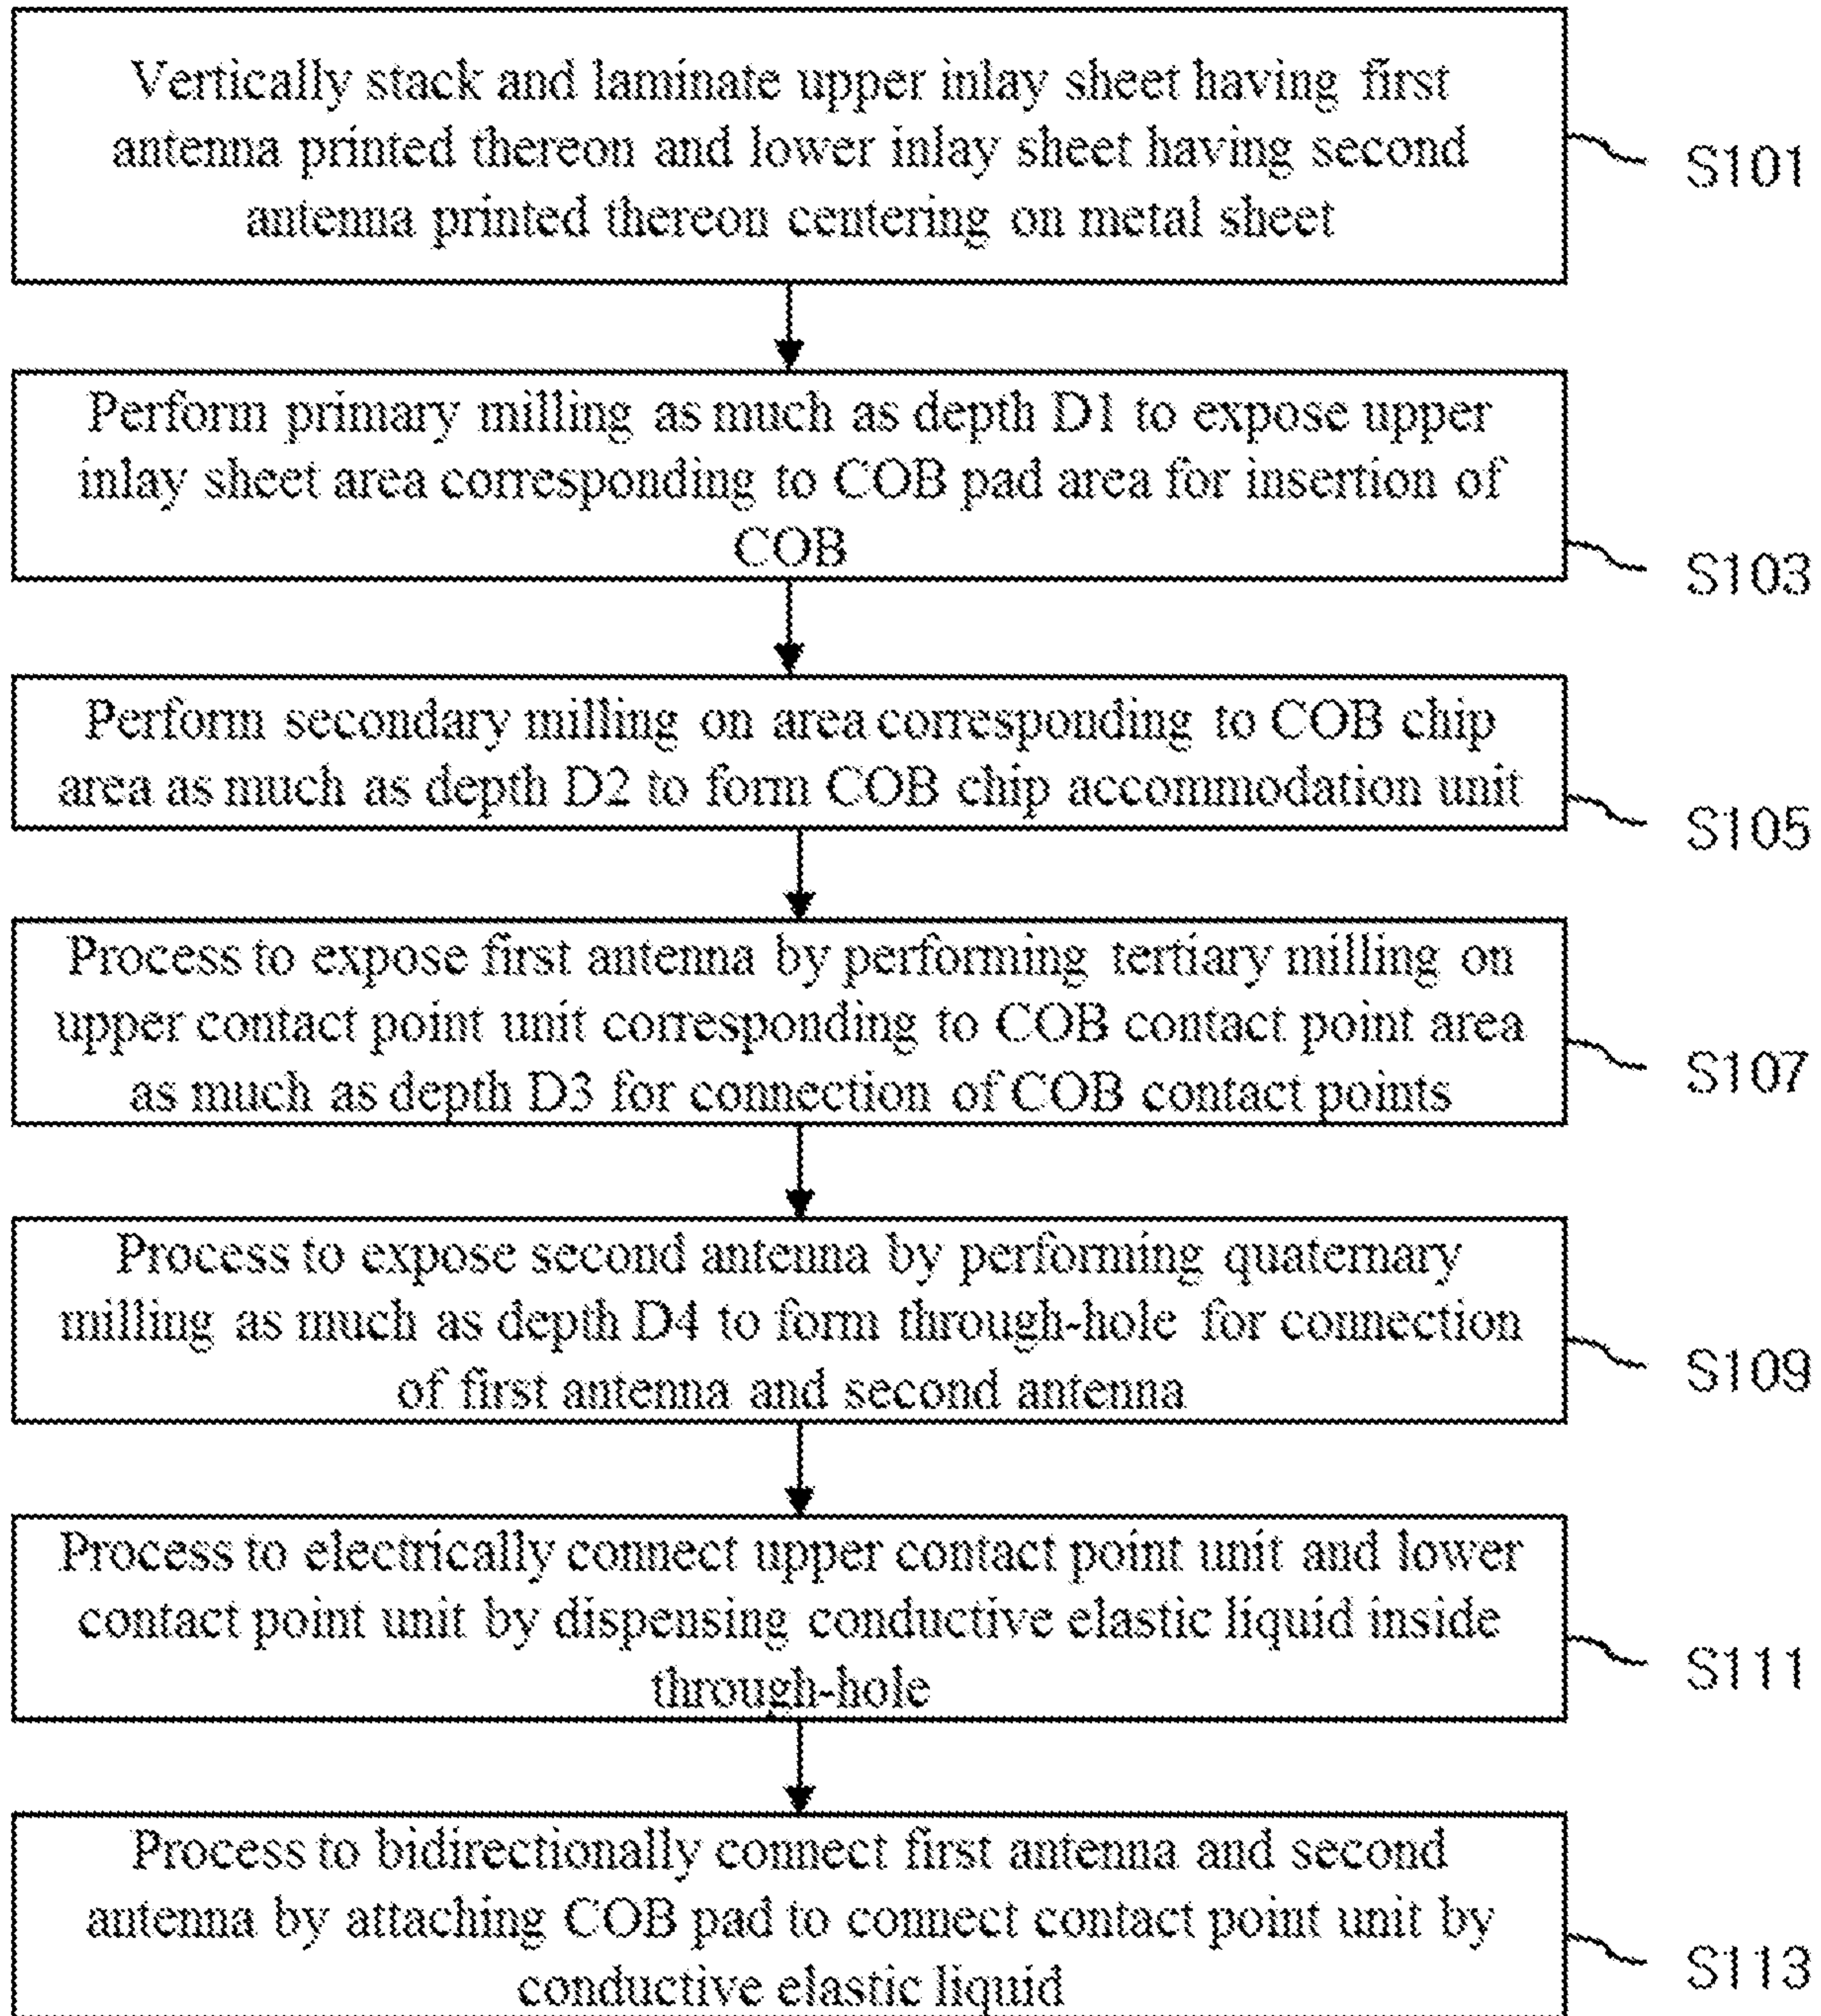 Vertically stack and laminate upper inlay sheet having first
antenna printed thereon and lower inlay sheet having second
antenna printed thereon centering on metal sheet
S101
Perform primary milling as much as depth D1 to expose upper
inlay sheet area corresponding to COB pad area for insertion of
COB
S103
Perform secondary milling on area corresponding to COB chip
area as much as depth D2 to form COB chip accommodation unit
S105
Process to expose first antenna by performing tertiary milling on
upper contact point unit corresponding to COB contact point area
as much as depth D3 for connection of COB contact points
S107
Process to expose second antenna by performing quaternary
milling as much as depth D4 to form through-hole for connection
of first antenna and second antenna
S109
Process to electrically connect upper contact point unit and lower
contact point unit by dispensing conductive elastic liquid inside
through-hole
S111
Process to bidirectionally connect first antenna and second
antenna by attaching COB pad to connect contact point unit by
conductive elastic liquid
S113